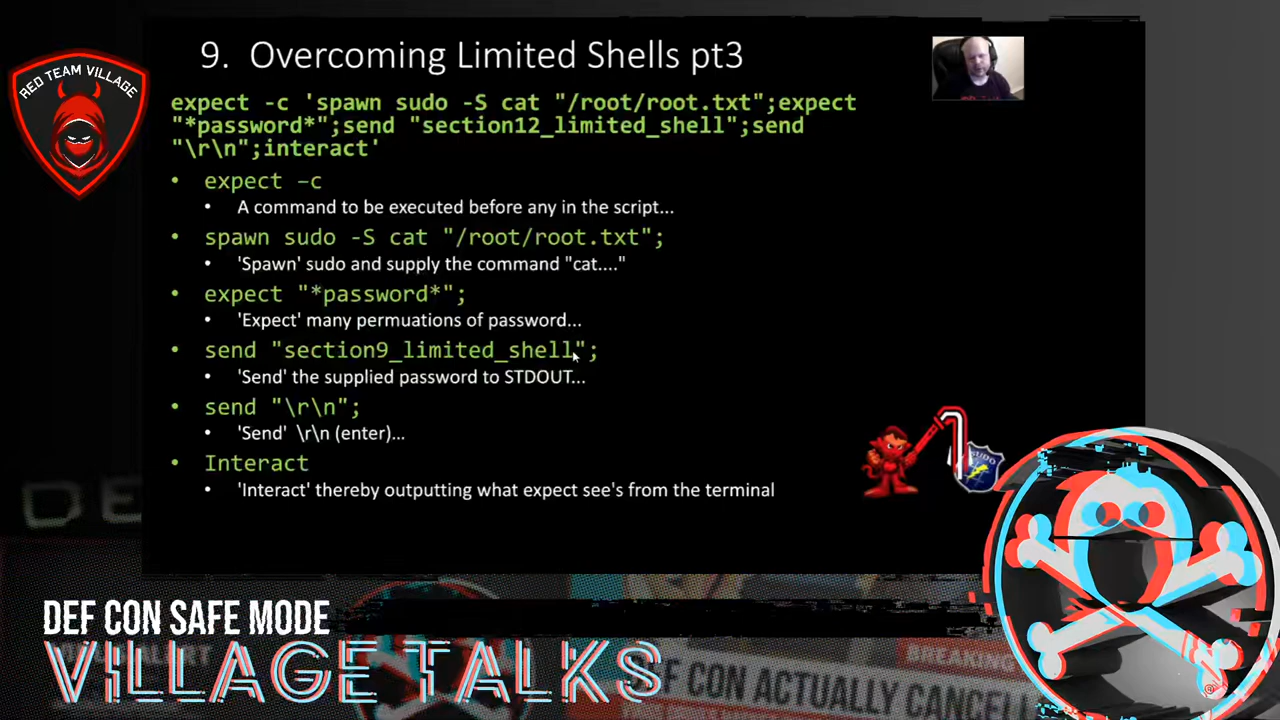 RED TEAM VILLAGE
9. Overcoming Limited Shells pt3
expect -c 'spawn sudo -S cat "/root/root.txt";expect
"*password*";send "section12_limited_shell";send
"\r\n";interact'
• expect –c
• A command to be executed before any in the script...
• spawn sudo -S cat "/root/root.txt";
• 'Spawn' sudo and supply the command "cat...."
• expect "*password*";
• 'Expect' many permuations of password...
• send "section9_limited_shell";
• 'Send' the supplied password to STDOUT...
• send "\r\n";
• 'Send' \r\n (enter)...
• Interact
• 'Interact' thereby outputting what expect see's from the terminal
SUDO
DE
DEF CON SAFE MODE
VILLAGE TALKS
BREAKING
DEF CON ACTUALLY CANCELL